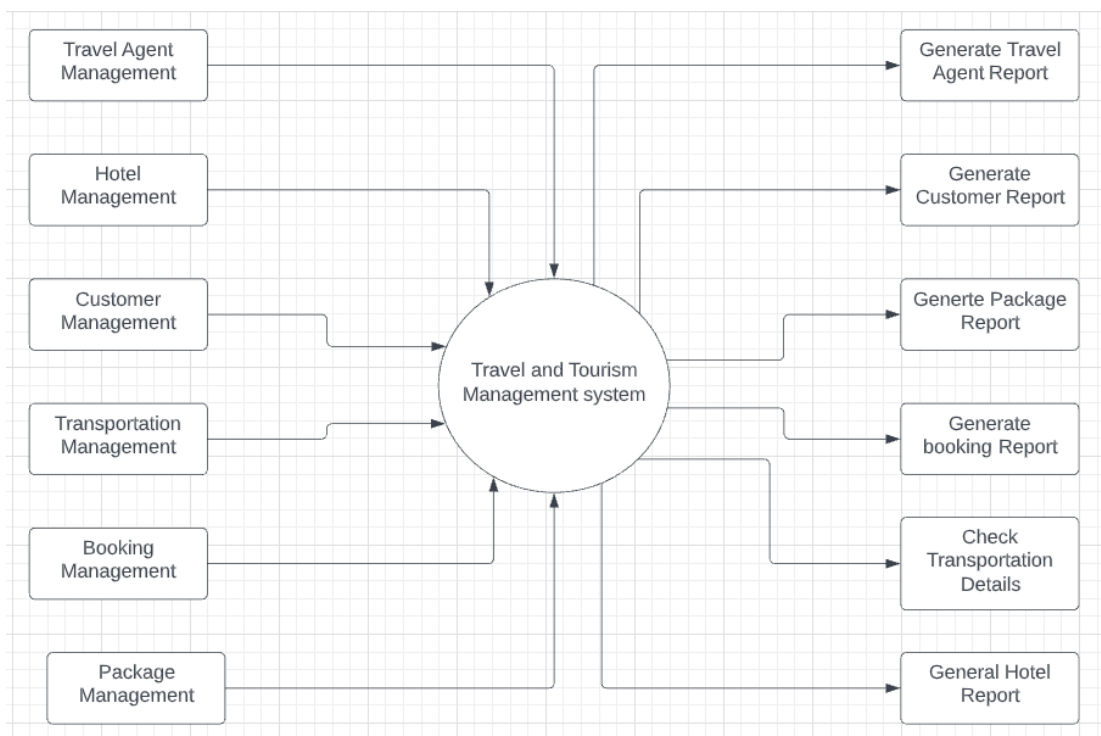 Travel Agent
Management
Hotel
Management
Customer
Management
Transportation
Management
Booking
Management
Package
Management
Travel and Tourism
Management system
Generate Travel
Agent Report
Generate
Customer Report
Generte Package
Report
Generate
booking Report
Check
Transportation
Details
General Hotel
Report